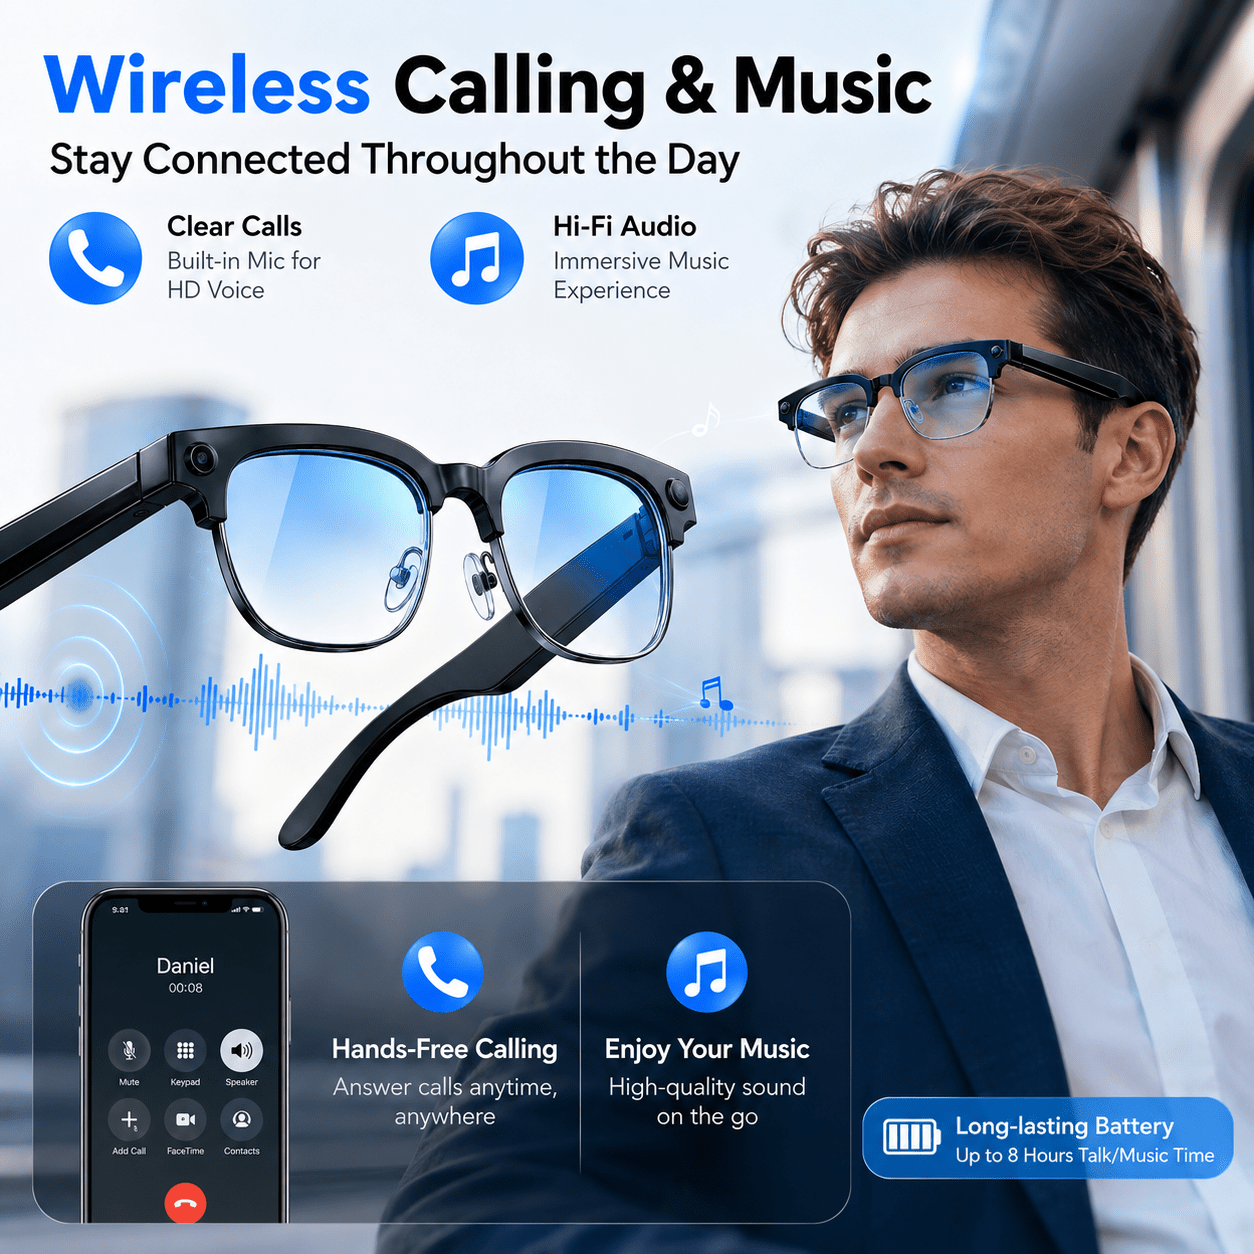 Wireless Calling & Music
Stay Connected Throughout the Day
Clear Calls
Built-in Mic for
HD Voice
Hi-Fi Audio
Immersive Music
Experience
9:41
Daniel
00:08
Mute
Keypad
Speaker
Add Call
FaceTime
Contacts
Hands-Free Calling
Answer calls anytime,
anywhere
Enjoy Your Music
High-quality sound
on the go
Long-lasting Battery
Up to 8 Hours Talk/Music Time